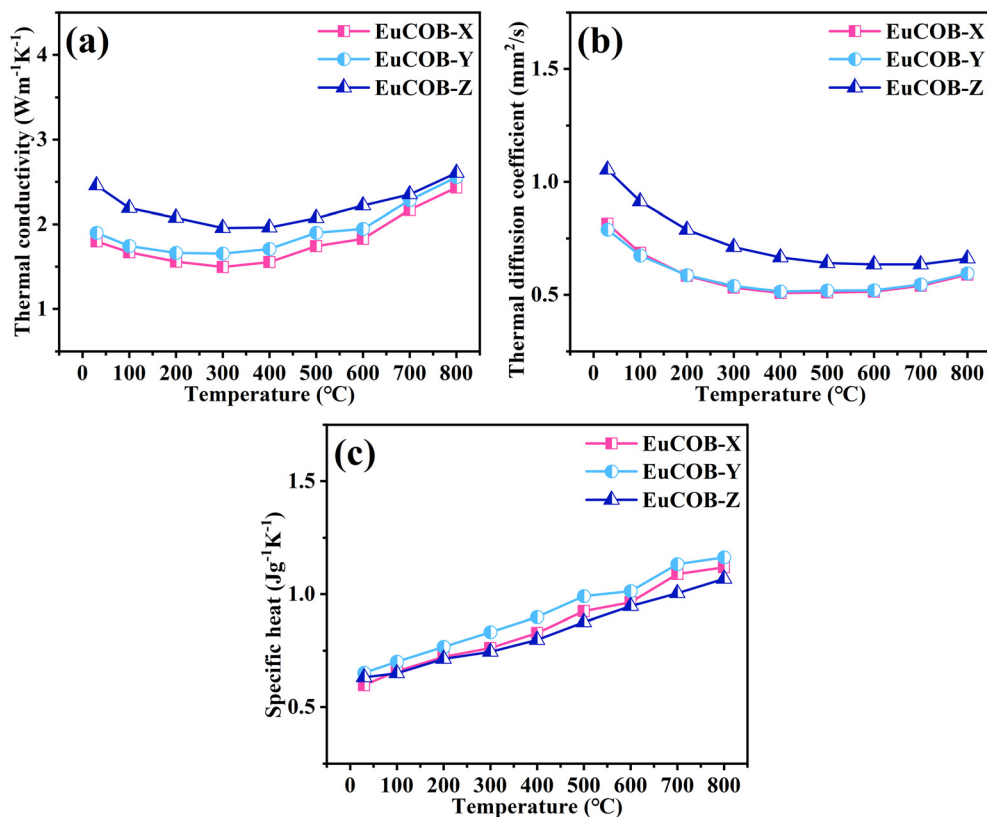 (a)
EuCOB-X
EuCOB-Y
EuCOB-Z
Thermal conductivity (Wm⁻¹K⁻¹)
4
3
2
1
0 100 200 300 400 500 600 700 800
Temperature (°C)
(b)
EuCOB-X
EuCOB-Y
EuCOB-Z
Thermal diffusion coefficient (mm²/s)
1.5
1.0
0.5
0 100 200 300 400 500 600 700 800
Temperature (°C)
(c)
EuCOB-X
EuCOB-Y
EuCOB-Z
Specific heat (Jg⁻¹K⁻¹)
1.5
1.0
0.5
0 100 200 300 400 500 600 700 800
Temperature (°C)